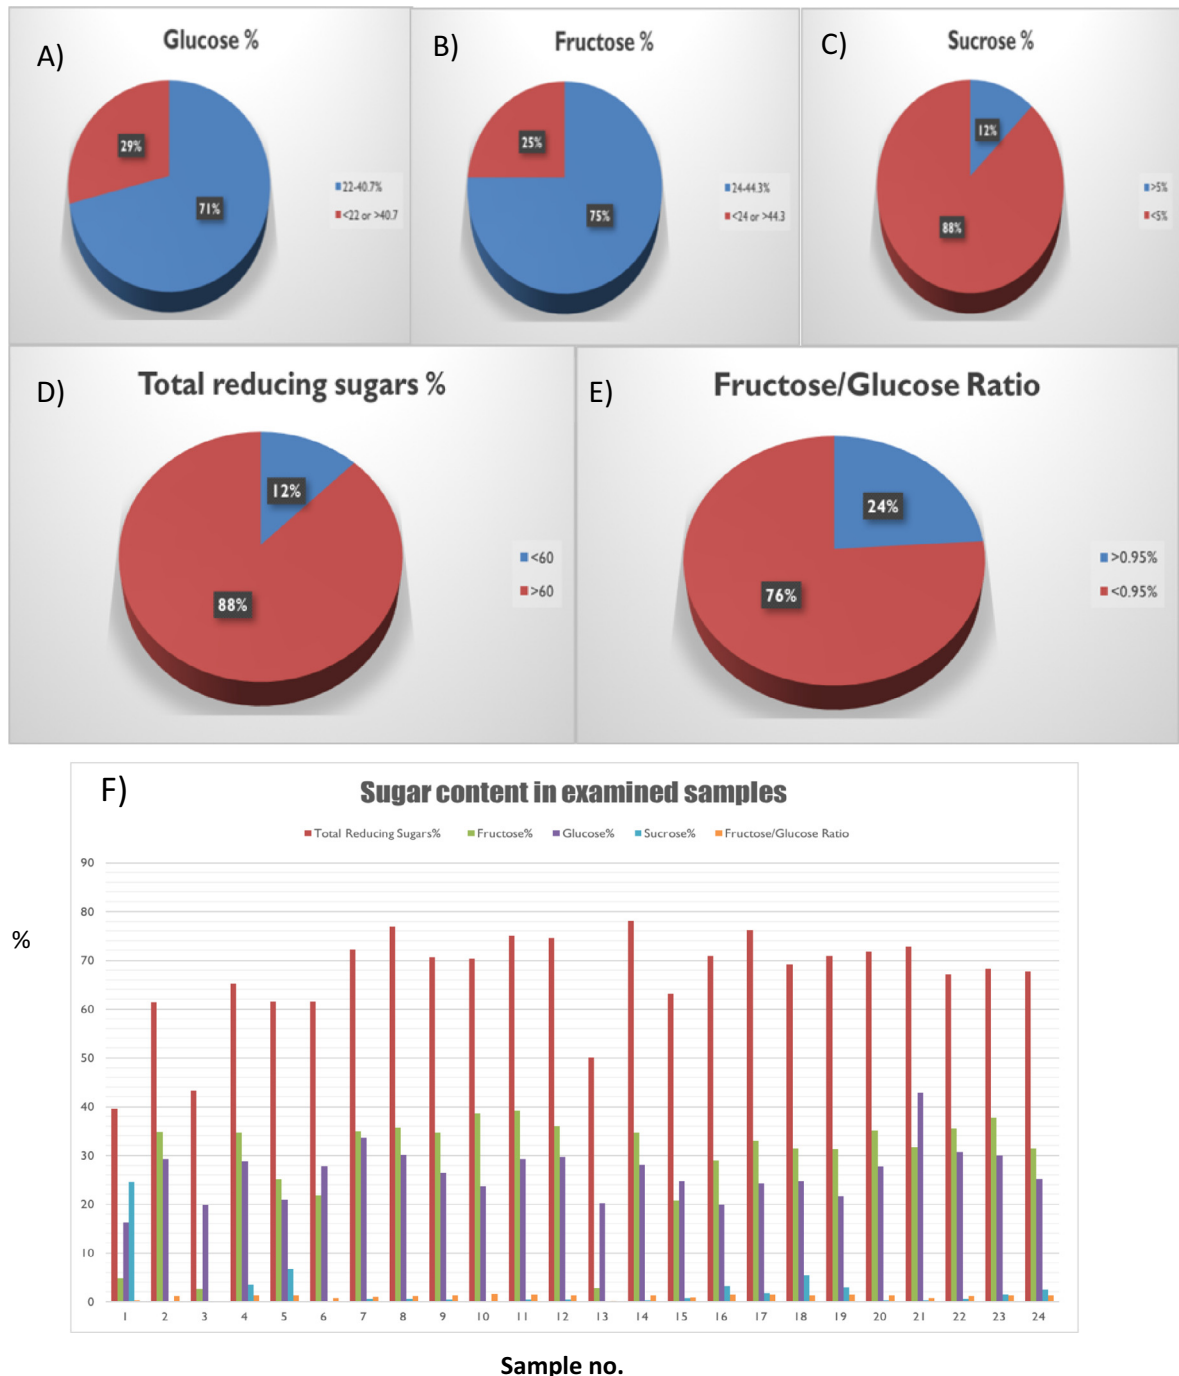 A)
Glucose %
29%
71%
22-40.7%
<22 or >40.7
B)
Fructose %
25%
75%
24-44.3%
<24 or >44.3
C)
Sucrose %
12%
88%
>5%
<5%
D)
Total reducing sugars %
12%
88%
<60
>60
E)
Fructose/Glucose Ratio
24%
76%
>0.95%
<0.95%
F)
Sugar content in examined samples
Total Reducing Sugars% Fructose% Glucose% Sucrose% Fructose/Glucose Ratio
%
90
80
70
60
50
40
30
20
10
0
1 2 3 4 5 6 7 8 9 10 11 12 13 14 15 16 17 18 19 20 21 22 23 24
Sample no.